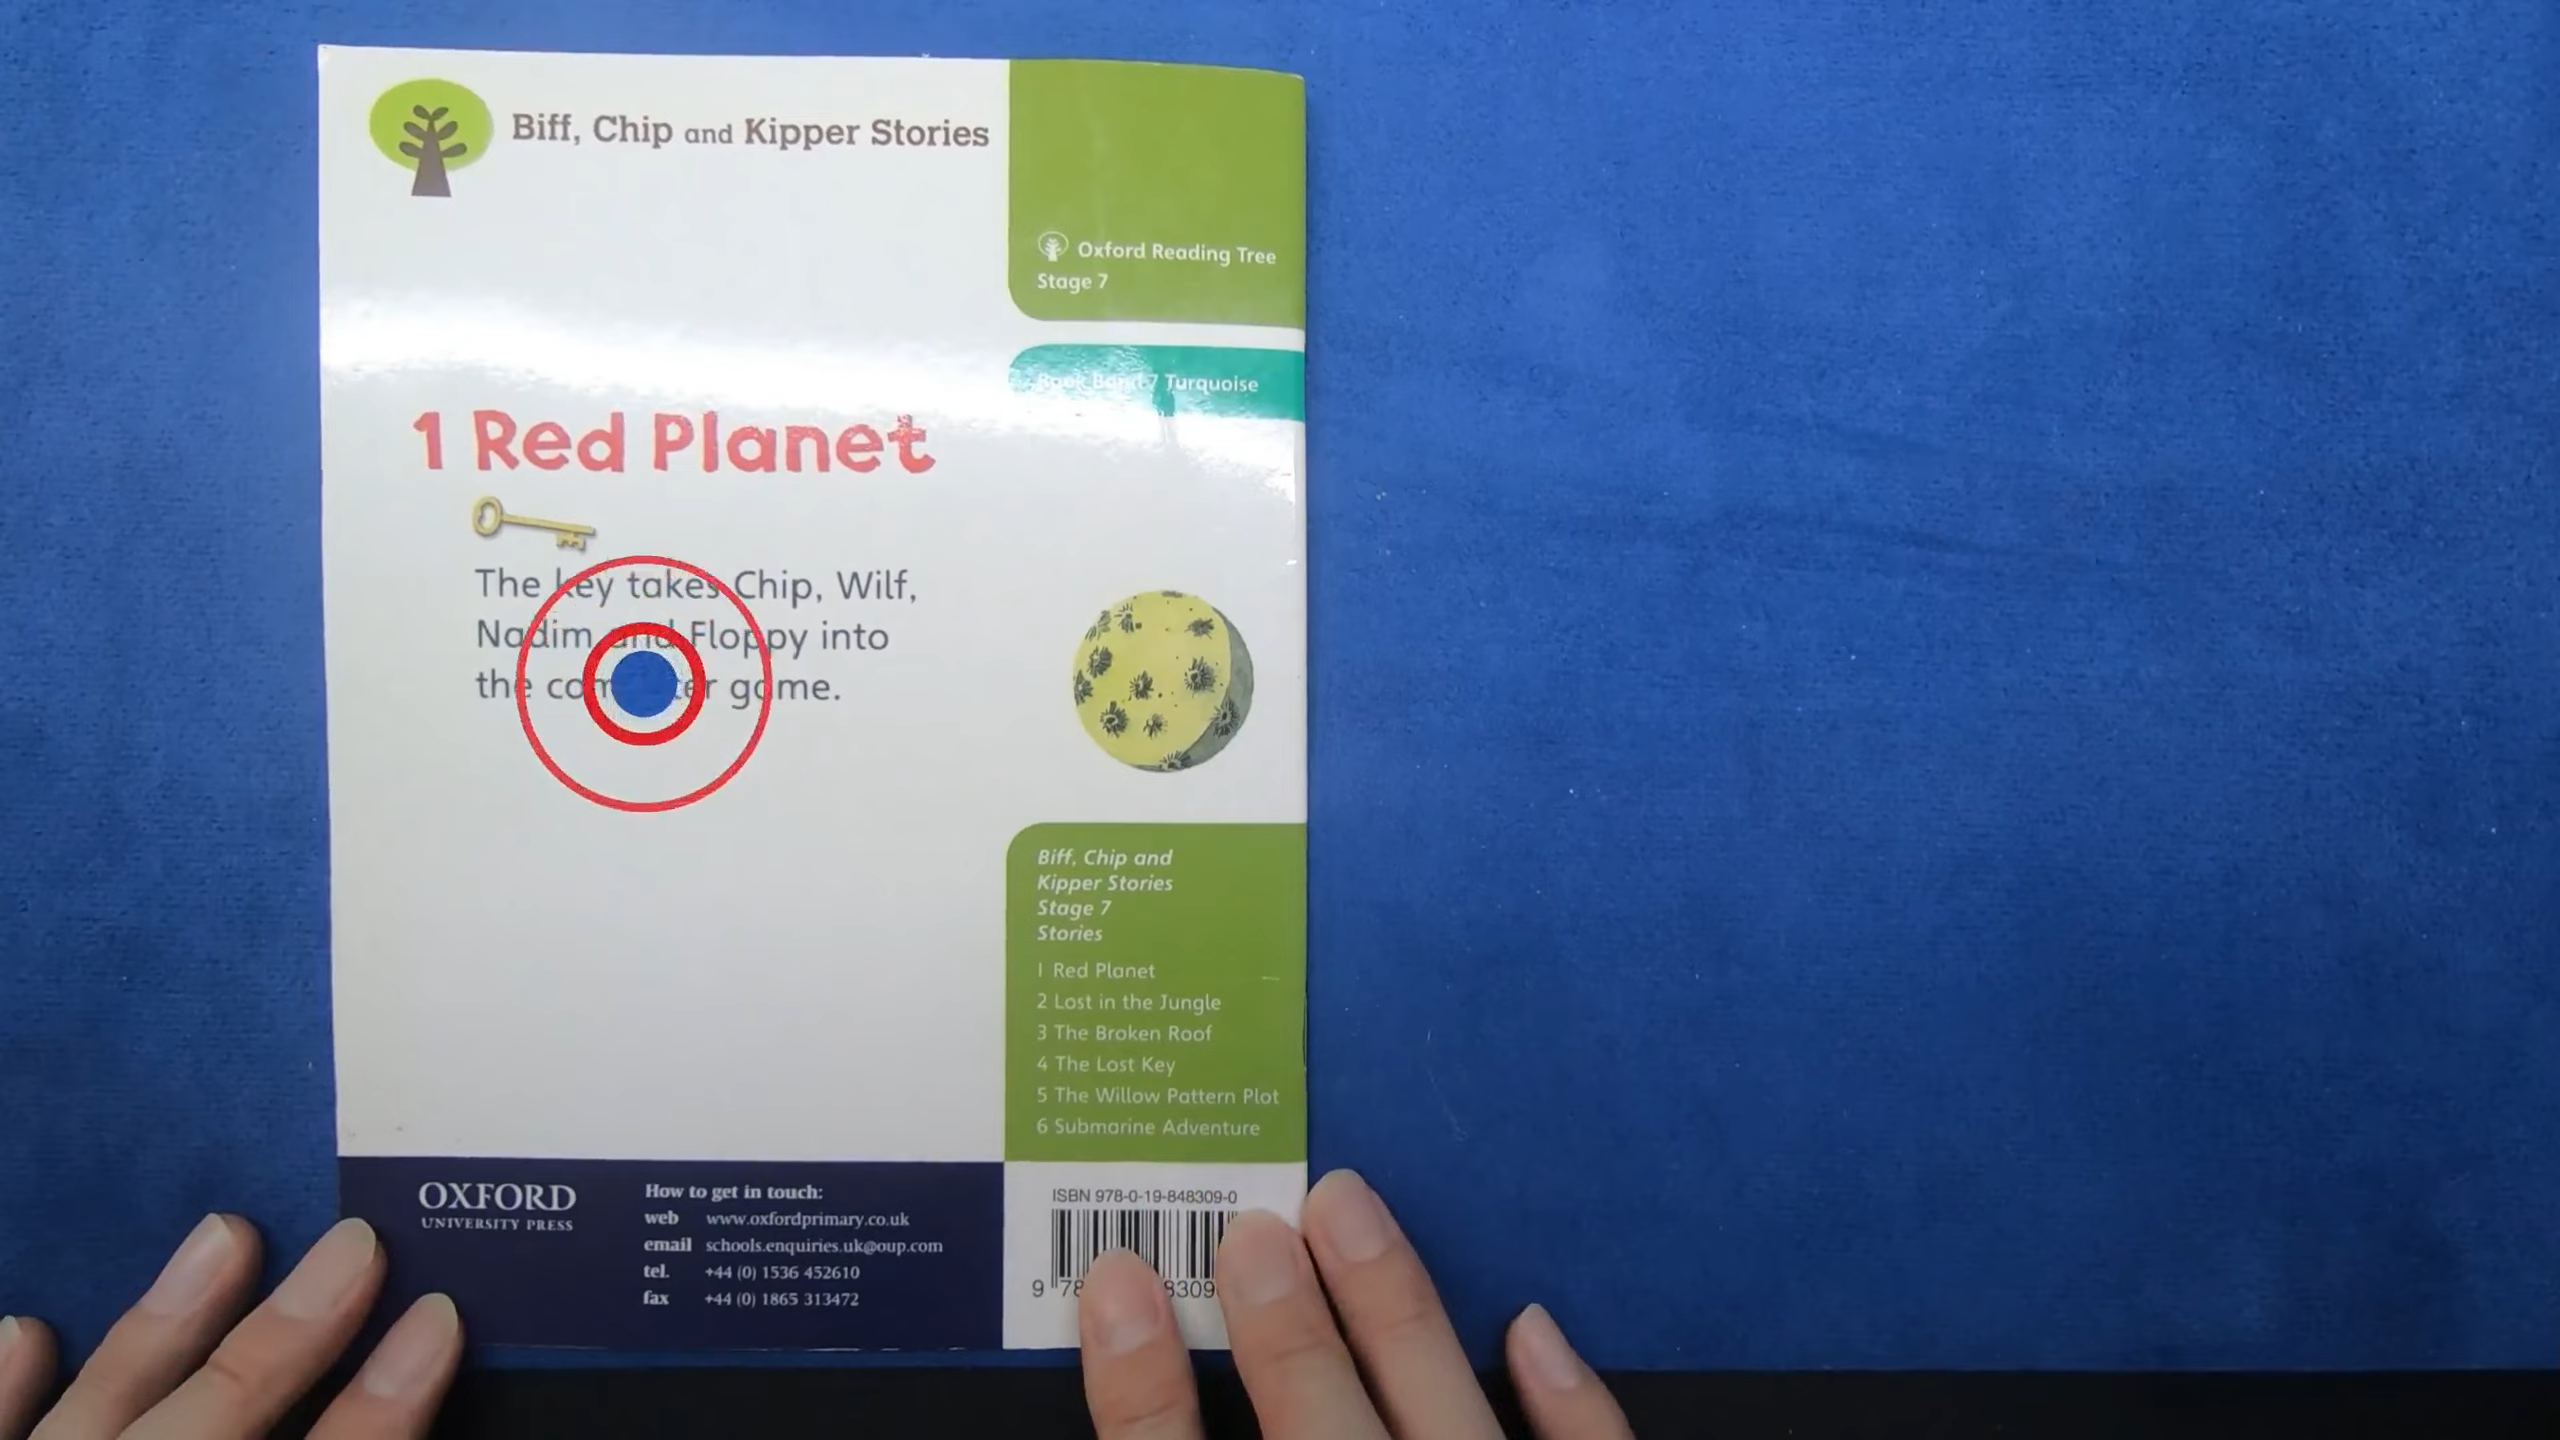 Biff, Chip and Kipper Stories
Oxford Reading Tree
Stage 7
Book Band 7 Turquoise
1 Red Planet
The key takes Chip, Wilf,
Nadim and Floppy into
the game.
Biff, Chip and
Kipper Stories
Stage 7
Stories
1 Red Planet
2 Lost in the Jungle
3 The Broken Roof
4 The Lost Key
5 The Willow Pattern Plot
6 Submarine Adventure
OXFORD
UNIVERSITY PRESS
How to get in touch:
web www.oxfordprimary.co.uk
email schools.enquiries.uk@oup.com
tel. +44 (0) 1536 452610
fax +44 (0) 1865 313472
ISBN 978-0-19-848309-0